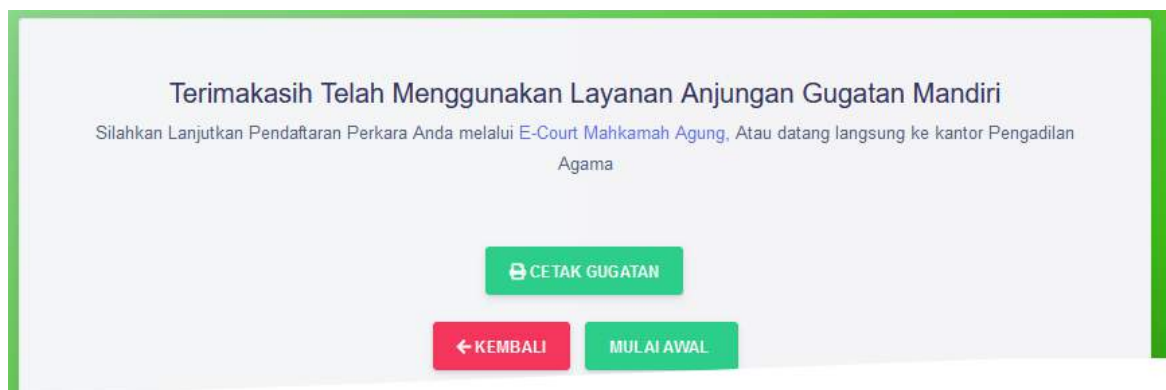 Terimakasih Telah Menggunakan Layanan Anjungan Gugatan Mandiri
Silahkan Lanjutkan Pendaftaran Perkara Anda melalui E-Court Mahkamah Agung, Atau datang langsung ke kantor Pengadilan
Agama
CETAK GUGATAN
KEMBALI
MULAI AWAL